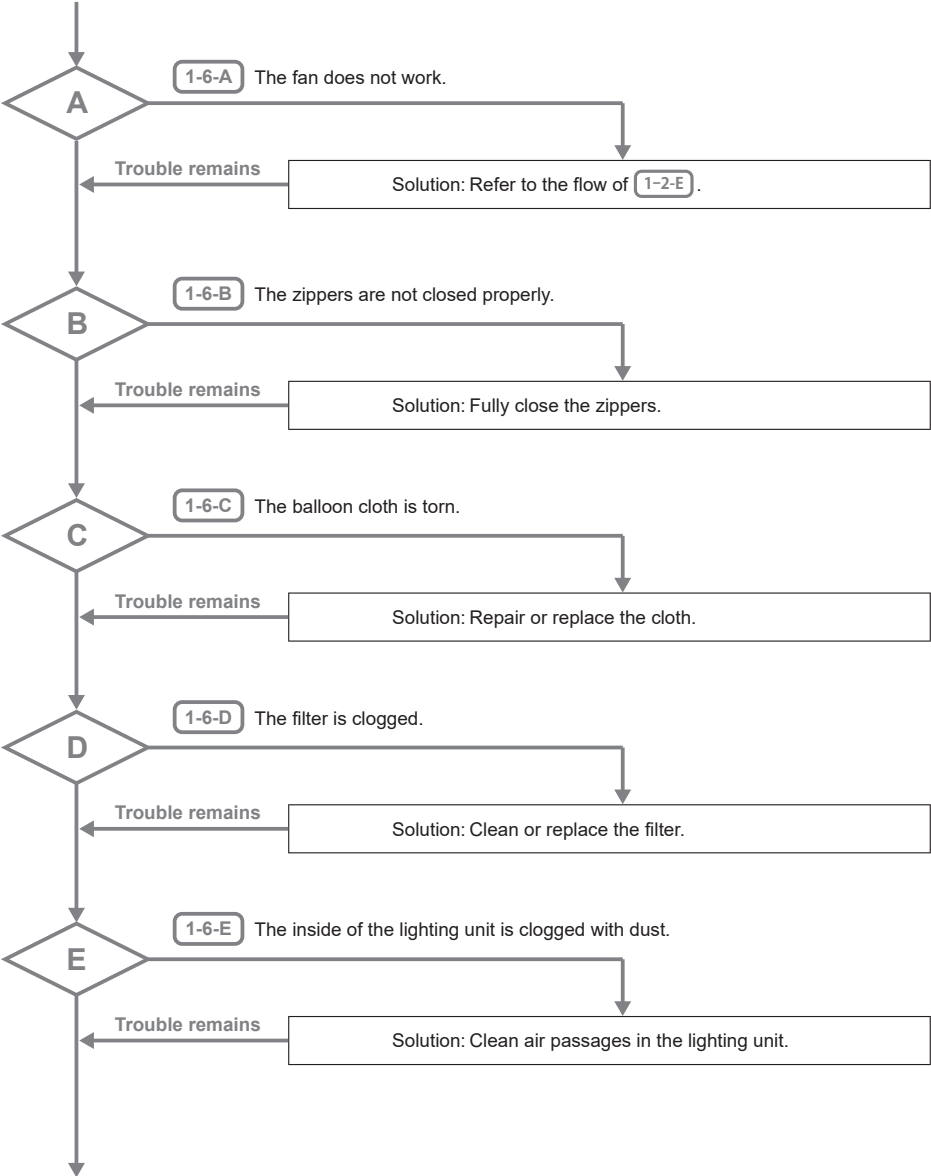 1-6-A The fan does not work.
A
Trouble remains
Solution: Refer to the flow of 1-2-E .
1-6-B The zippers are not closed properly.
B
Trouble remains
Solution: Fully close the zippers.
1-6-C The balloon cloth is torn.
C
Trouble remains
Solution: Repair or replace the cloth.
1-6-D The filter is clogged.
D
Trouble remains
Solution: Clean or replace the filter.
1-6-E The inside of the lighting unit is clogged with dust.
E
Trouble remains
Solution: Clean air passages in the lighting unit.